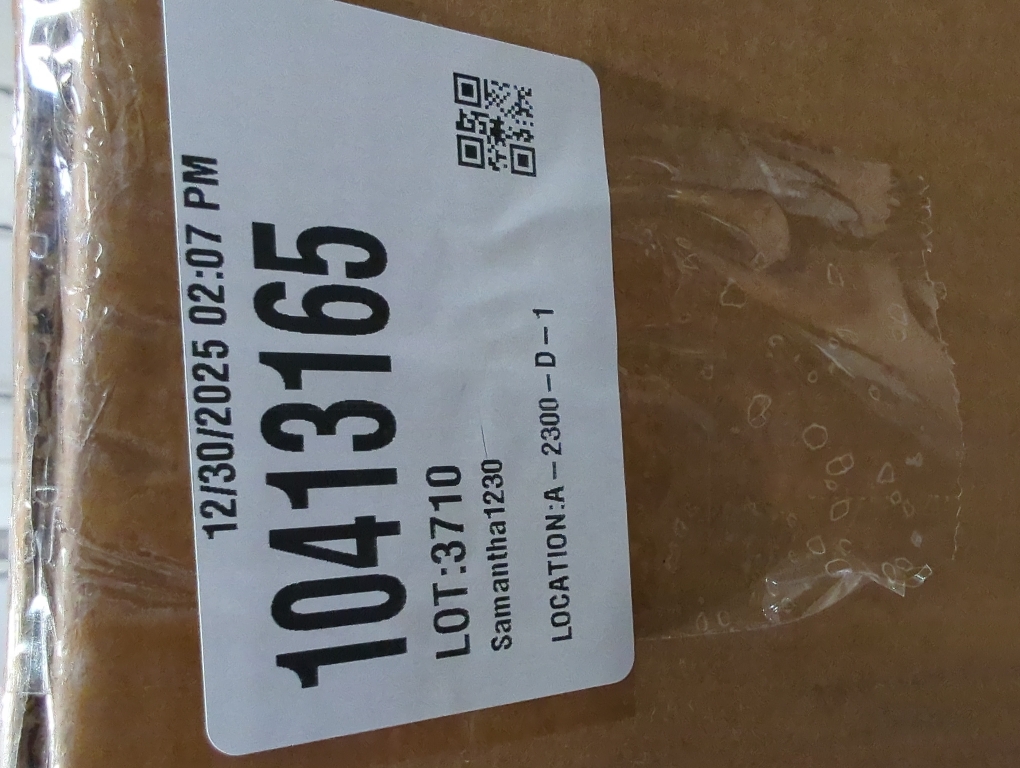 12/30/2025 02:07 PM
10413165
LOT:3710
Samantha1230
LOCATION:A-2300-D-1